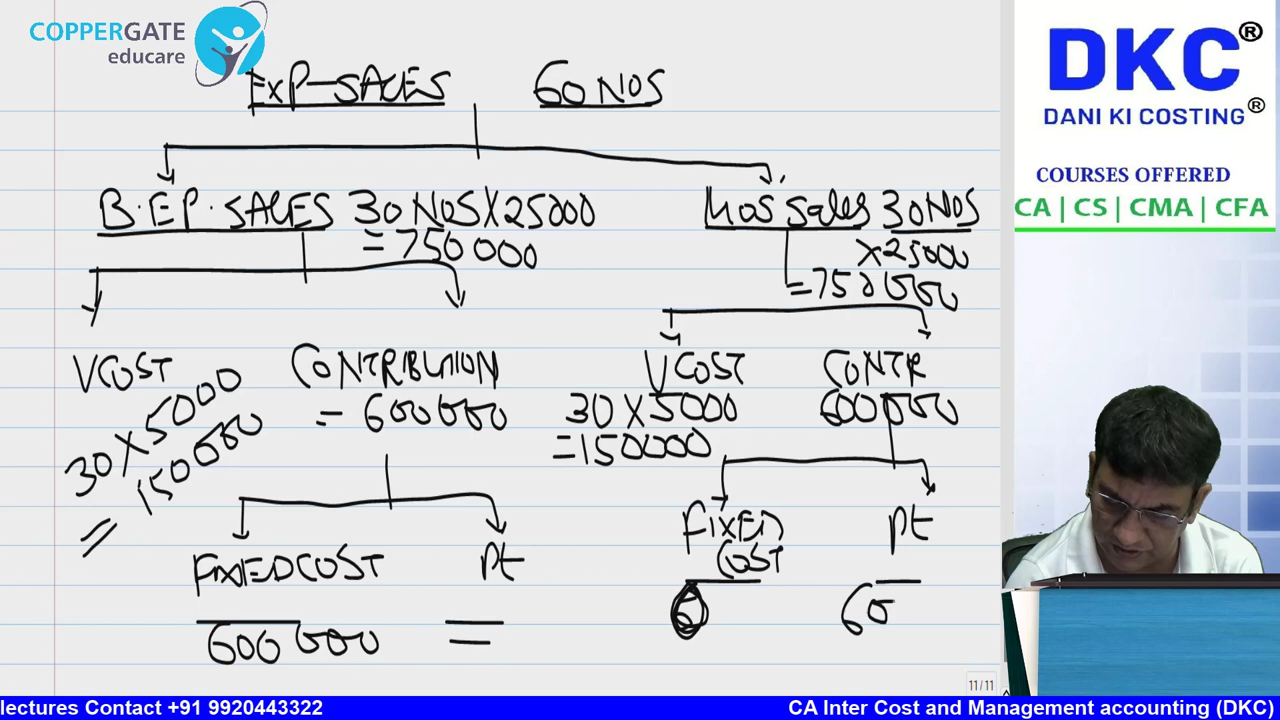 COPPERGATE
educare
EXP-SALES 60 NOS
B.E.P. SALES 30 NOS X 25000
= 750000
MOS Sales 30 NOS
X 25000
= 750000
VCOST
30 X 5000
= 150000
CONTRIBUTION
= 600000
VCOST
30 X 5000
= 150000
CONTR
600000
FIXED COST
600000
Pt
=
FIXED
COST
0
Pt
60
11/11
DKC®
DANI KI COSTING®
COURSES OFFERED
CA | CS | CMA | CFA
lectures Contact +91 9920443322
CA Inter Cost and Management accounting (DKC)